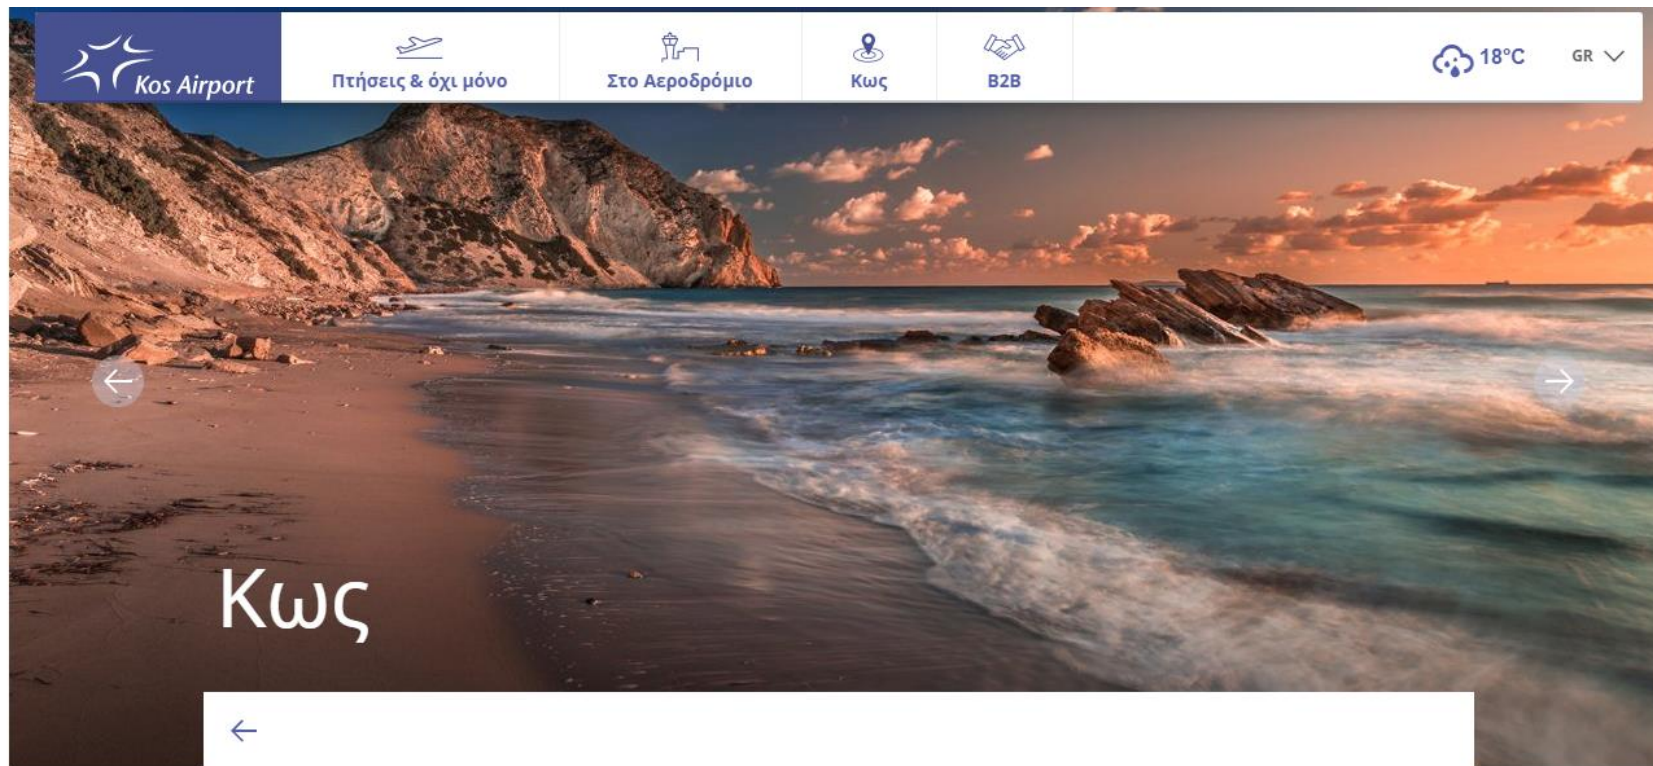 Kos Airport
Πτήσεις & όχι μόνο
Στο Αεροδρόμιο
Κως
B2B
18°C
GR
Κως